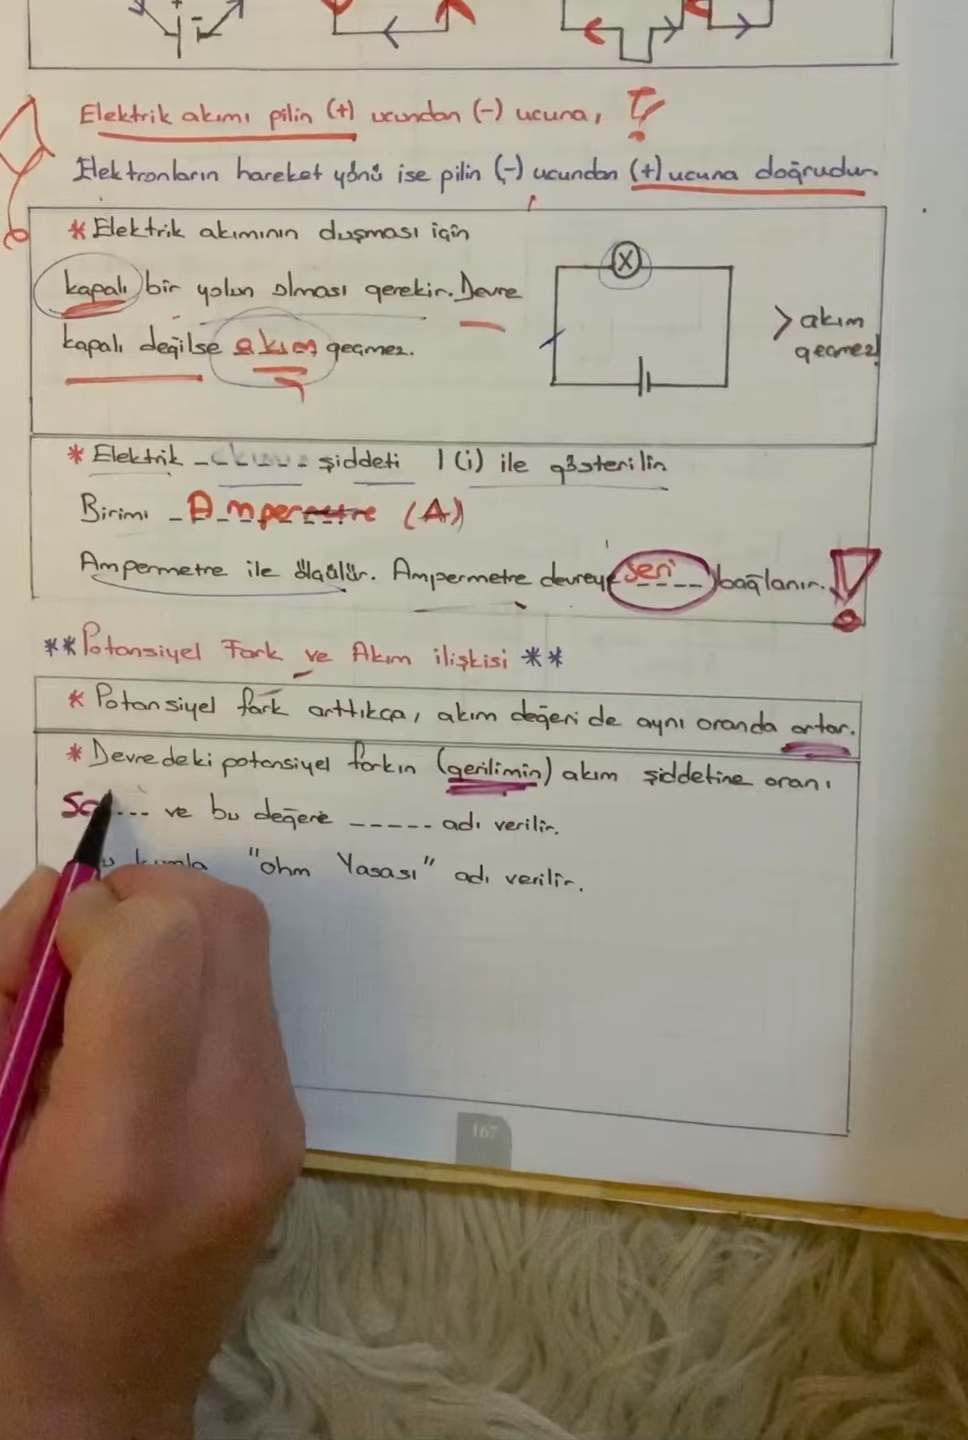 Elektrik akımı pilin (+) ucundan (-) ucuna,
Elektronların hareket yönü ise pilin (-) ucundan (+) ucuna doğrudur.
* Elektrik akımının duşması için
kapalı bir yolun olması gerekir. Devre
kapalı değilse akım geçmez.
> akım
geçmez!
* Elektrik akımı şiddeti I (i) ile gösterilir
Birimi Ampermetre (A)
Ampermetre ile ölçülür. Ampermetre devreye seri bağlanır.
** Potansiyel Fark ve Akım ilişkisi **
* Potansiyel fark arttıkça, akım değeri de aynı oranda artar.
* Devredeki potansiyel farkın (gerilimin) akım şiddetine oranı
--- ve bu değere ----- adı verilir.
"ohm Yasası" adı verilir.
167